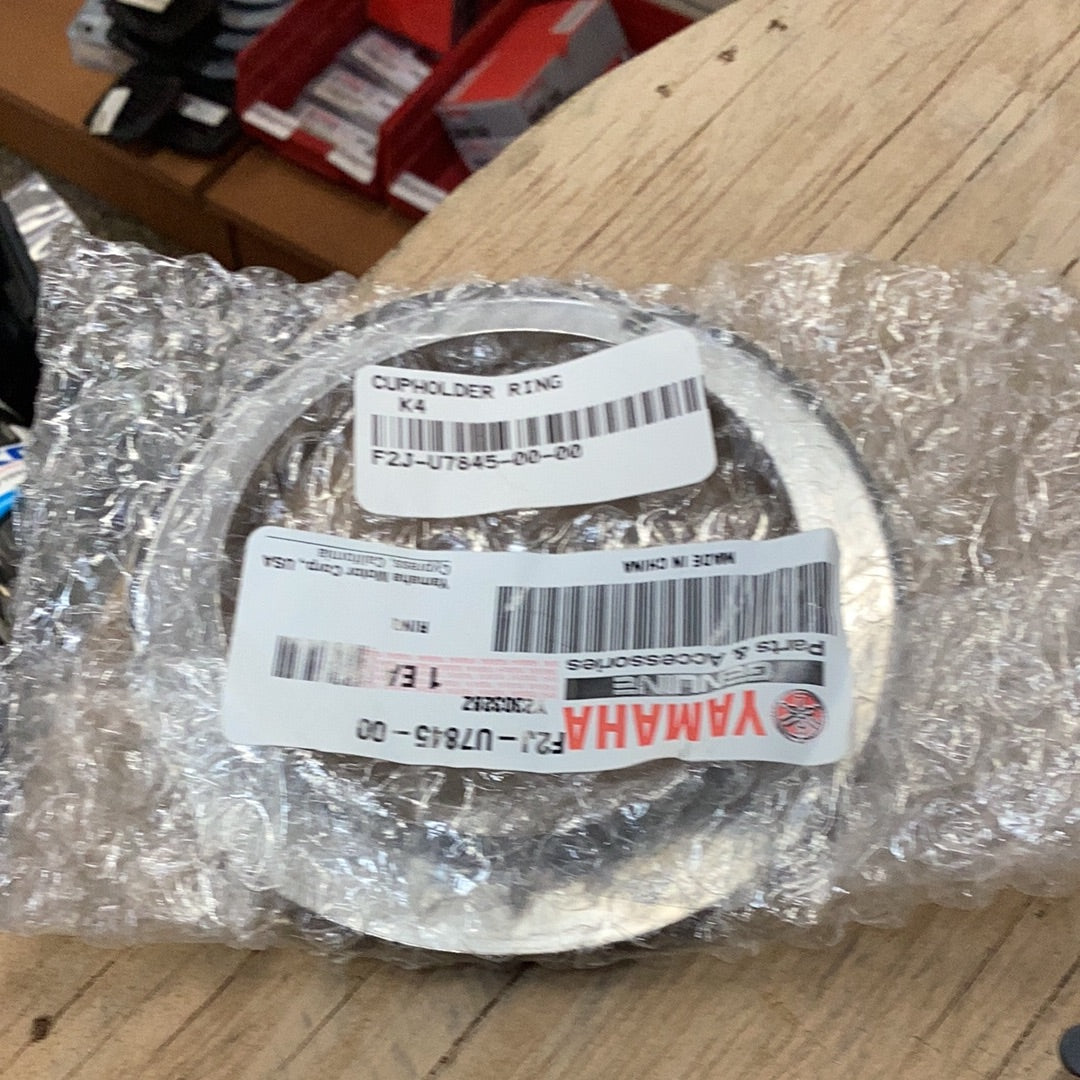 CUPHOLDER RING
K4
F2J-U7845-00-00
YAMAHA
GENUINE
Parts & Accessories
MADE IN CHINA
F2J-U7845-00
1 EA
RING
Yamaha Motor Corp, USA
Cypress, California